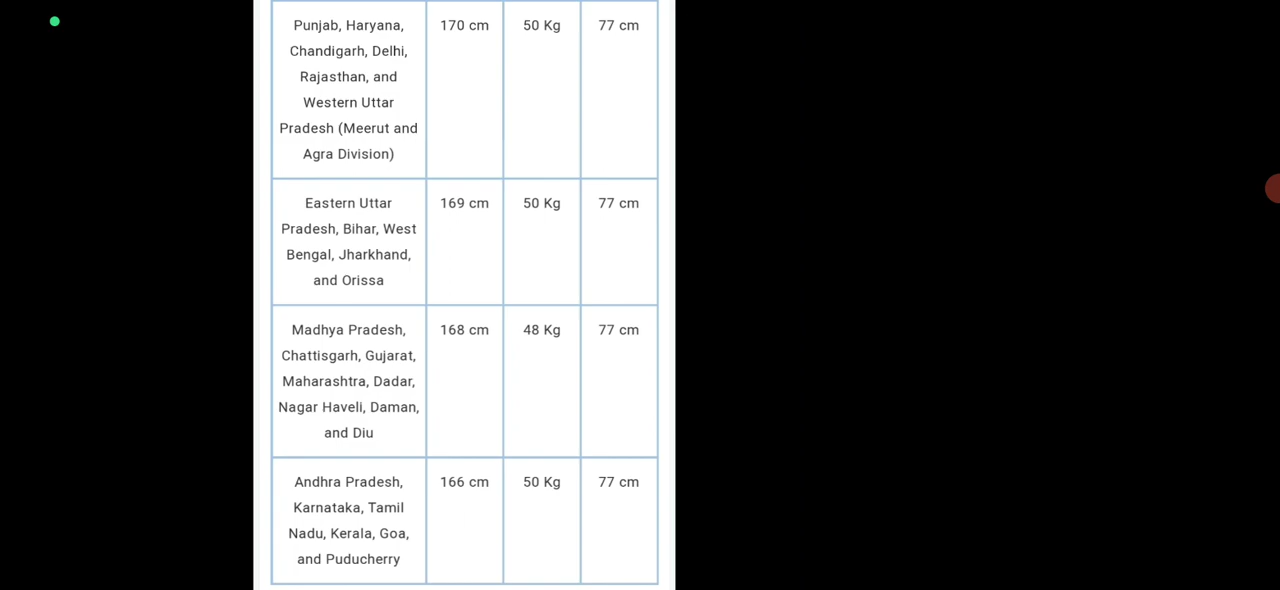 Punjab, Haryana, 170 cm 50 Kg 77 cm
Chandigarh, Delhi,
Rajasthan, and
Western Uttar
Pradesh (Meerut and
Agra Division)
Eastern Uttar 169 cm 50 Kg 77 cm
Pradesh, Bihar, West
Bengal, Jharkhand,
and Orissa
Madhya Pradesh, 168 cm 48 Kg 77 cm
Chattisgarh, Gujarat,
Maharashtra, Dadar,
Nagar Haveli, Daman,
and Diu
Andhra Pradesh, 166 cm 50 Kg 77 cm
Karnataka, Tamil
Nadu, Kerala, Goa,
and Puducherry